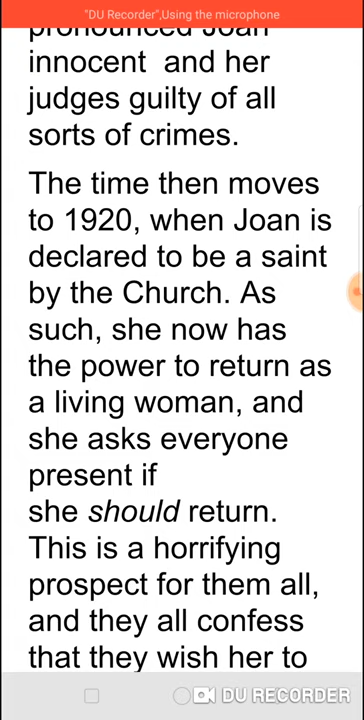 "DU Recorder",Using the microphone
pronounced Joan
innocent and her
judges guilty of all
sorts of crimes.
The time then moves
to 1920, when Joan is
declared to be a saint
by the Church. As
such, she now has
the power to return as
a living woman, and
she asks everyone
present if
she should return.
This is a horrifying
prospect for them all,
and they all confess
that they wish her to
DU RECORDER